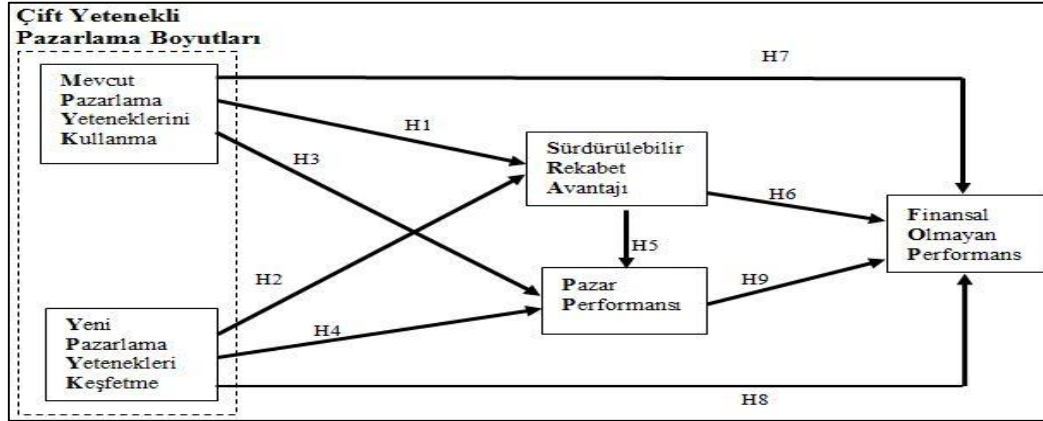 Çift Yetenekli
Pazarlama Boyutları
Mevcut
Pazarlama
Yeteneklerini
Kullanma
H7
H1
H3
Sürdürülebilir
Rekabet
Avantajı
H6
Finansal
Olmayan
Performans
H5
H2
Pazar
Performansı
H9
H4
Yeni
Pazarlama
Yetenekleri
Keşfetme
H8